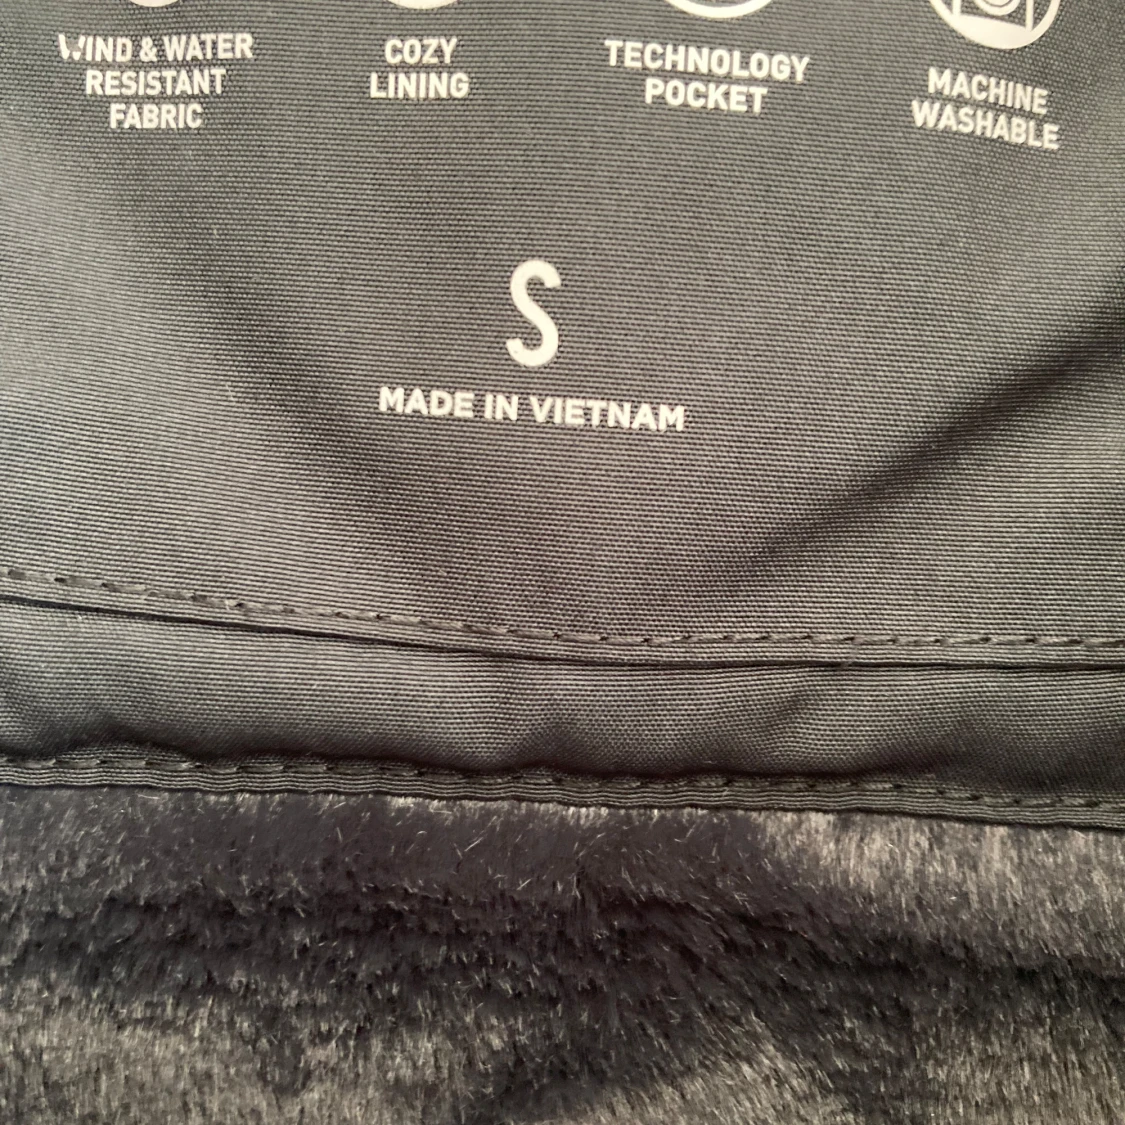 WIND & WATER
RESISTANT
FABRIC
COZY
LINING
TECHNOLOGY
POCKET
MACHINE
WASHABLE
S
MADE IN VIETNAM